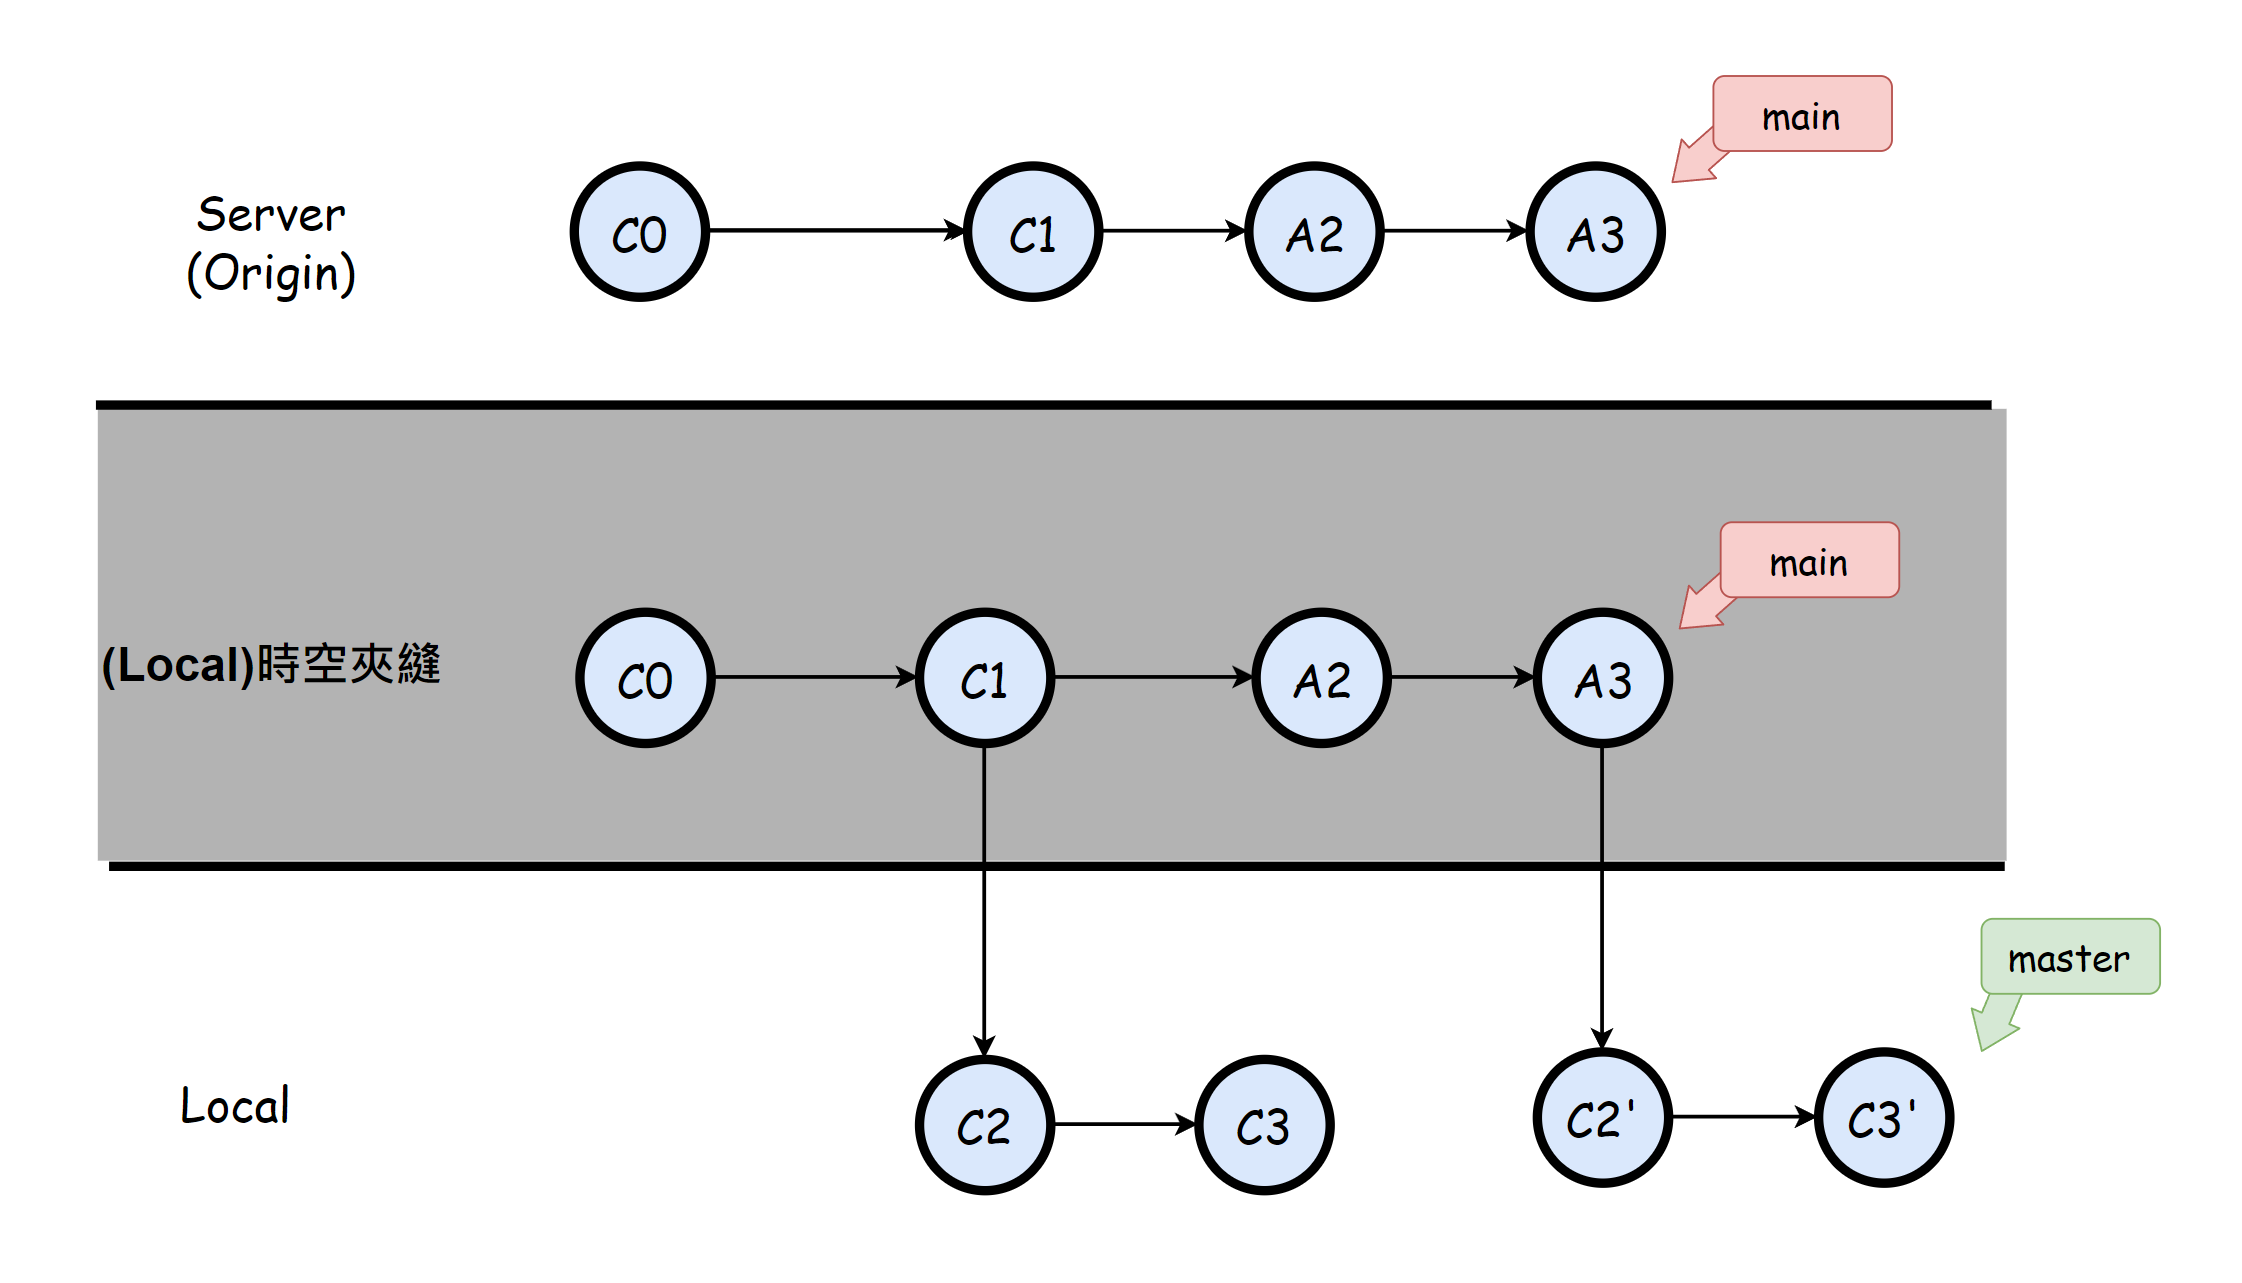 main
Server
(Origin)
C0
C1
A2
A3
main
(Local)時空夾縫
C0
C1
A2
A3
master
Local
C2
C3
C2'
C3'